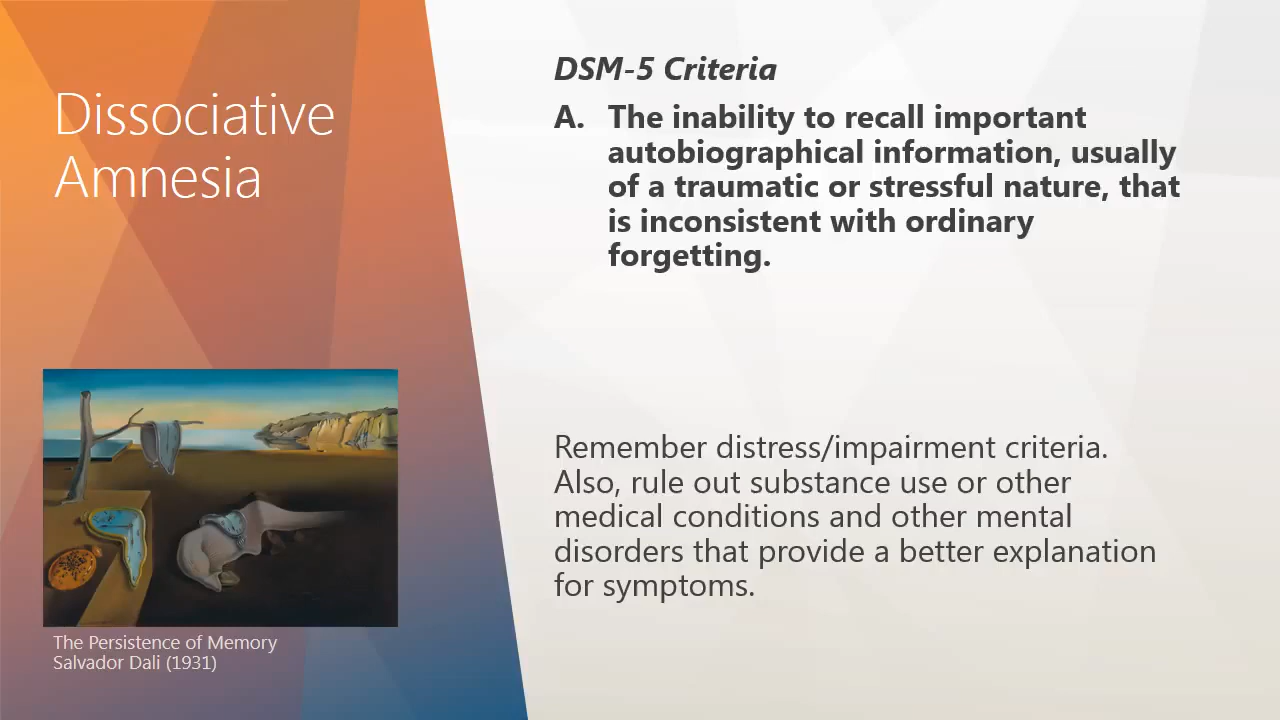 Dissociative
Amnesia
The Persistence of Memory
Salvador Dali (1931)
DSM-5 Criteria
A. The inability to recall important
autobiographical information, usually
of a traumatic or stressful nature, that
is inconsistent with ordinary
forgetting.
Remember distress/impairment criteria.
Also, rule out substance use or other
medical conditions and other mental
disorders that provide a better explanation
for symptoms.